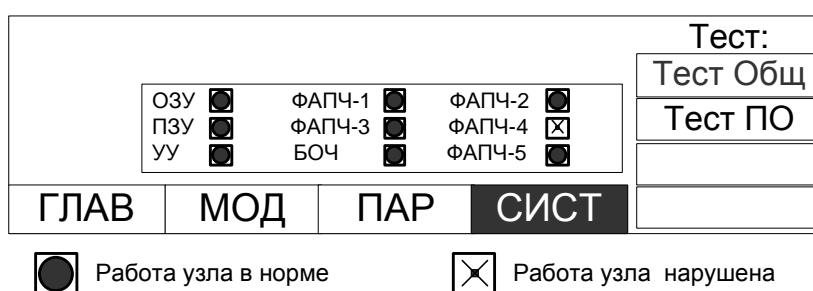 Тест:
Тест Общ
ОЗУ ФАПЧ-1 ФАПЧ-2
Тест ПО
ПЗУ ФАПЧ-3 ФАПЧ-4
УУ БОЧ ФАПЧ-5
ГЛАВ МОД ПАР СИСТ
Работа узла в норме Работа узла нарушена